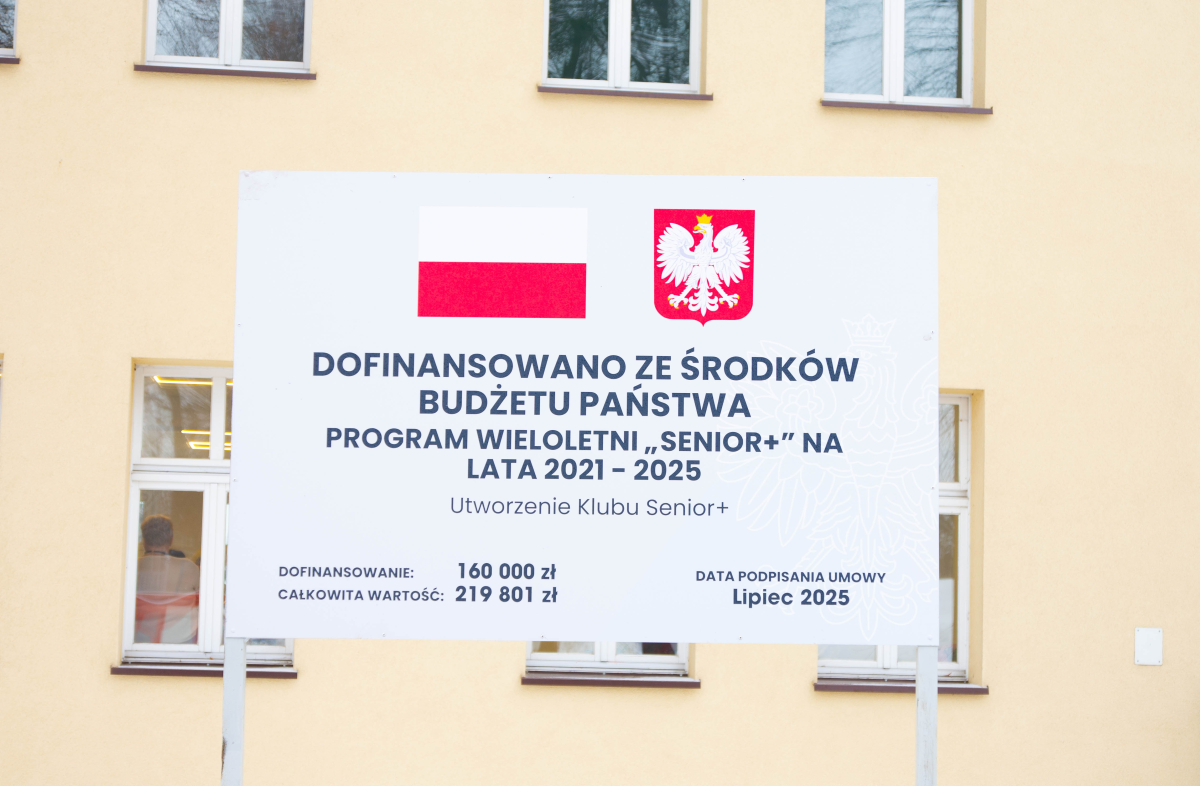 DOFINANSOWANO ZE ŚRODKÓW
BUDŻETU PAŃSTWA
PROGRAM WIELOLETNI „SENIOR+” NA
LATA 2021 - 2025
Utworzenie Klubu Senior+
DOFINANSOWANIE: 160 000 zł
CAŁKOWITA WARTOŚĆ: 219 801 zł
DATA PODPISANIA UMOWY
Lipiec 2025